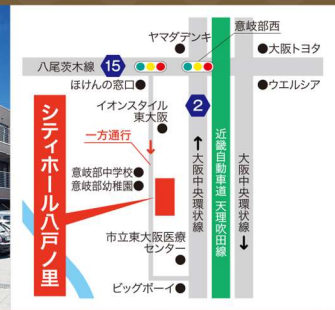 意岐部西
ヤマダデンキ
大阪トヨタ
八尾茨木線 15
ほけんの窓口
ウエルシア
イオンスタイル
東大阪
2
一方通行
意岐部中学校
意岐部幼稚園
シティホール八戸ノ里
近畿自動車道 天理吹田線
大阪中央環状線
大阪中央環状線
市立東大阪医療
センター
ビッグボーイ